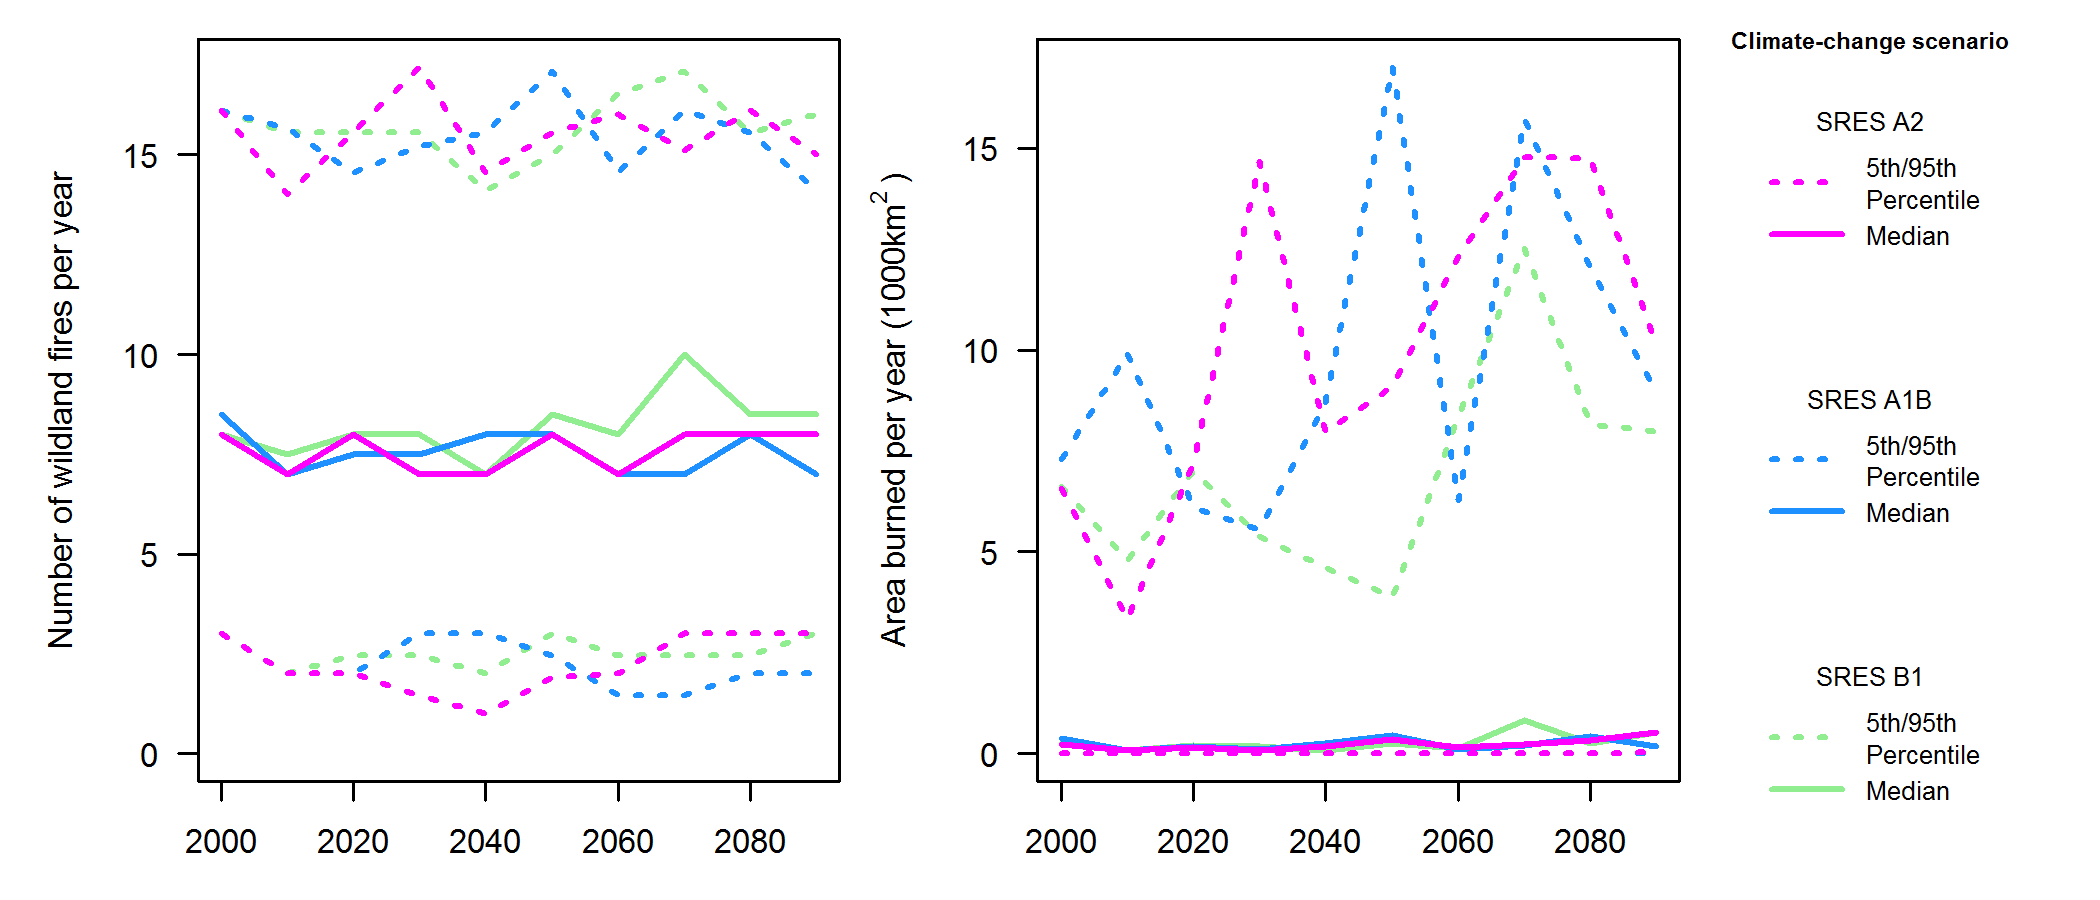 Number of wildland fires per year
15
10
5
0
2000 2020 2040 2060 2080
Area burned per year (1000km²)
15
10
5
0
2000 2020 2040 2060 2080
Climate-change scenario
SRES A2
5th/95th
Percentile
Median
SRES A1B
5th/95th
Percentile
Median
SRES B1
5th/95th
Percentile
Median